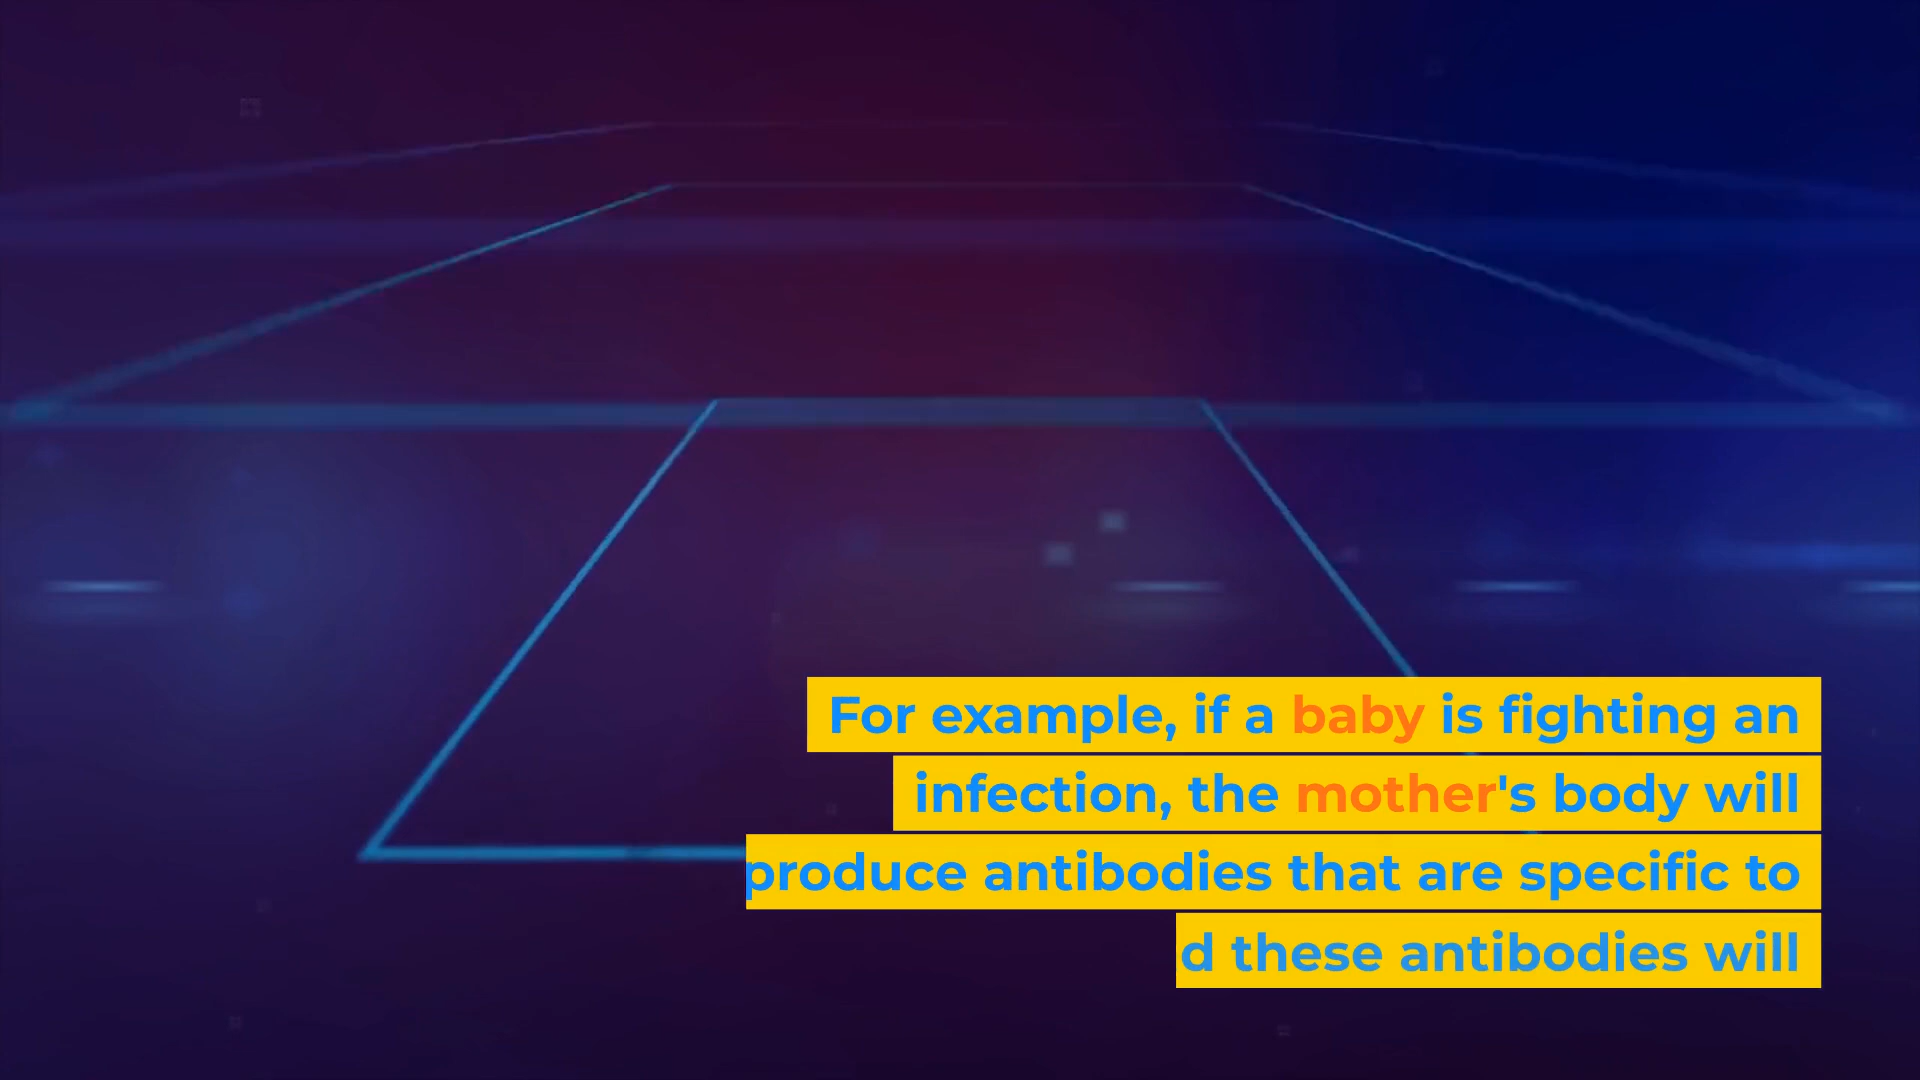 For example, if a baby is fighting an
infection, the mother's body will
produce antibodies that are specific to
these antibodies will